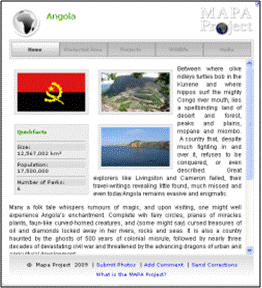 Angola
MAPA
Project
Home
Protected Area
Projects
Wildlife
Media
Between where olive
ridleys turtles bob in the
Kunene and where
hippos surf the mighty
Congo river mouth, lies
a spellbinding land
of desert and forest,
peaks and plains,
mopane and miombo.
A country that, despite
much fighting in and
over it, refuses to be
conquered, or even
described. Great
explorers like Livingston and Cameron failed, their
travel-writings revealing little found, much missed and
even today Angola remains evasive and enigmatic.
Quickfacts
Size:
12,567,002 km²
Population:
17,500,000
Number of Parks:
6
Many a folk tale whispers rumours of magic, and upon visiting, one might well
experience Angola's enchantment. Complete with fairy circles, planas of miracles
plants, faun-like curved-horned creatures, and (some might say) cursed treasures of
oil and diamonds locked away in her rivers, rocks and seas. It is also a country
haunted by the ghosts of 500 years of colonial misrule, followed by nearly three
decades of devastating civil war and threatened by the advancing dragons of urban and
agricultural development.
© Mapa Project 2009 | Submit Photos | Add Comment | Send Corrections
What is the MAPA Project?